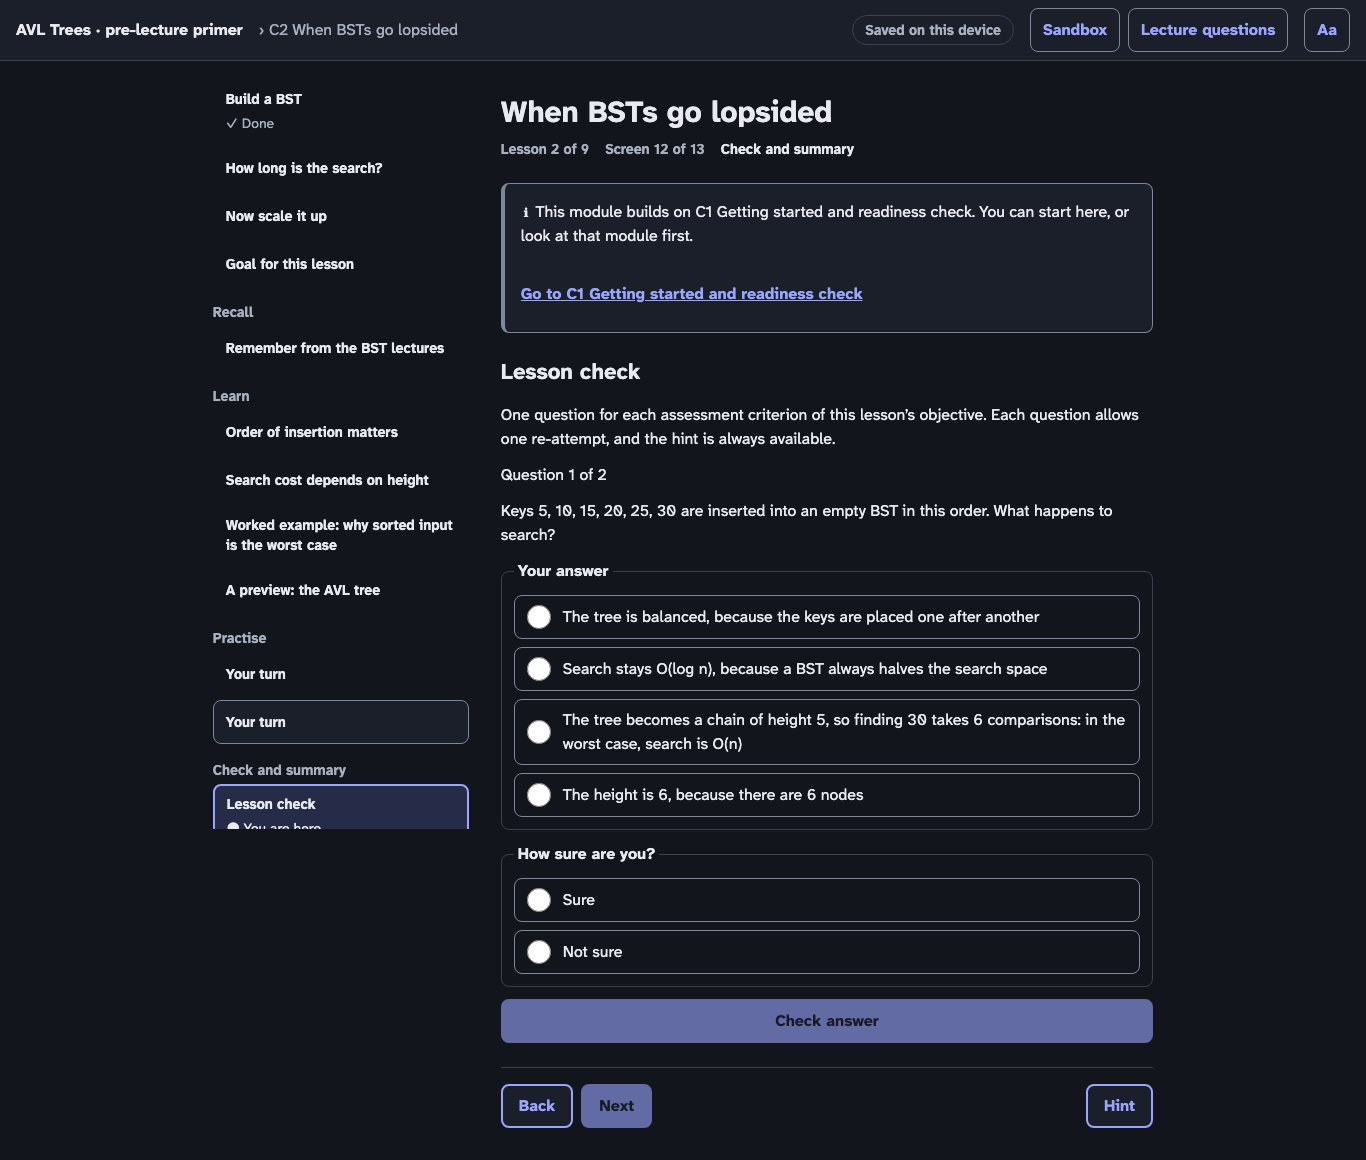 AVL Trees · pre-lecture primer
› C2 When BSTs go lopsided
Saved on this device
Sandbox
Lecture questions
Aa
Build a BST
✓ Done
How long is the search?
Now scale it up
Goal for this lesson
Recall
Remember from the BST lectures
Learn
Order of insertion matters
Search cost depends on height
Worked example: why sorted input
is the worst case
A preview: the AVL tree
Practise
Your turn
Your turn
Check and summary
Lesson check
You are here
When BSTs go lopsided
Lesson 2 of 9 Screen 12 of 13 Check and summary
ℹ This module builds on C1 Getting started and readiness check. You can start here, or
look at that module first.
Go to C1 Getting started and readiness check
Lesson check
One question for each assessment criterion of this lesson’s objective. Each question allows
one re-attempt, and the hint is always available.
Question 1 of 2
Keys 5, 10, 15, 20, 25, 30 are inserted into an empty BST in this order. What happens to
search?
Your answer
The tree is balanced, because the keys are placed one after another
Search stays O(log n), because a BST always halves the search space
The tree becomes a chain of height 5, so finding 30 takes 6 comparisons: in the
worst case, search is O(n)
The height is 6, because there are 6 nodes
How sure are you?
Sure
Not sure
Check answer
Back
Next
Hint